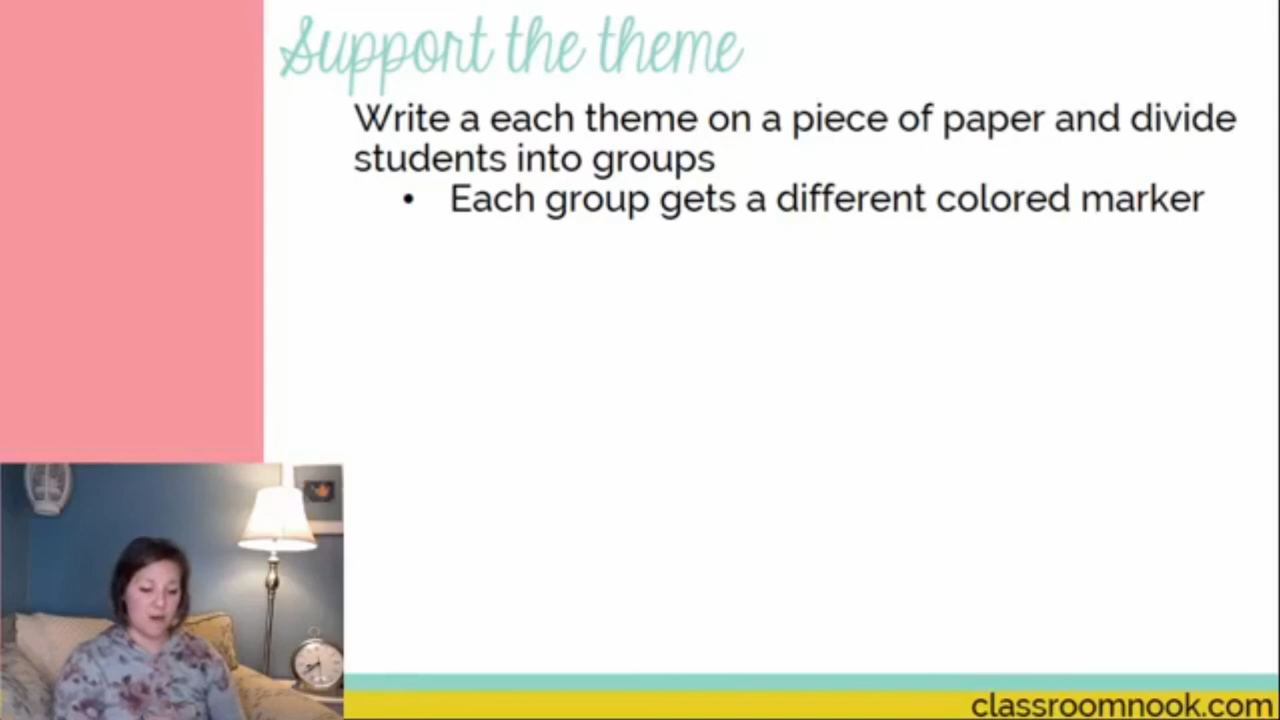 Support the theme
Write a each theme on a piece of paper and divide
students into groups
• Each group gets a different colored marker
classroomnook.com